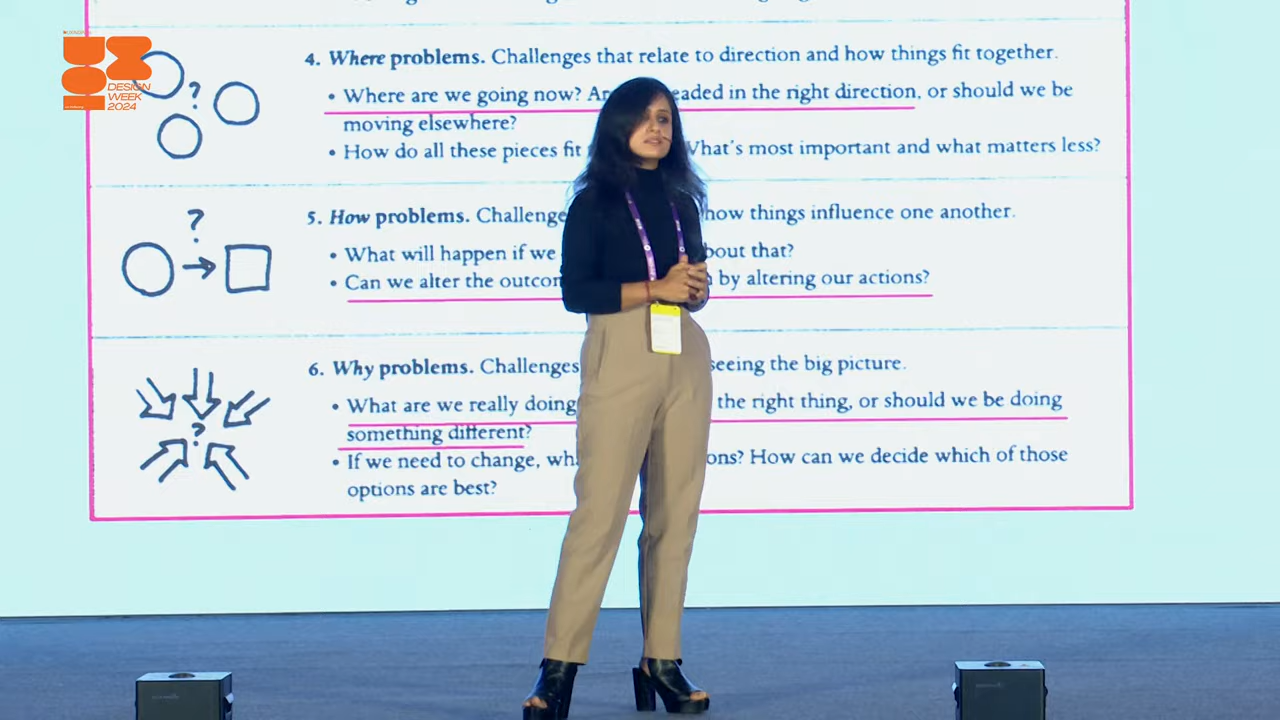 DESIGN
WEEK
2024
4. Where problems. Challenges that relate to direction and how things fit together.
• Where are we going now? Ar eaded in the right direction, or should we be
moving elsewhere?
• How do all these pieces fit What's most important and what matters less?
?
5. How problems. Challenge how things influence one another.
• What will happen if we bout that?
• Can we alter the outcom by altering our actions?
?
6. Why problems. Challenges seeing the big picture.
• What are we really doing the right thing, or should we be doing
something different?
?
• If we need to change, wha ons? How can we decide which of those
options are best?
?